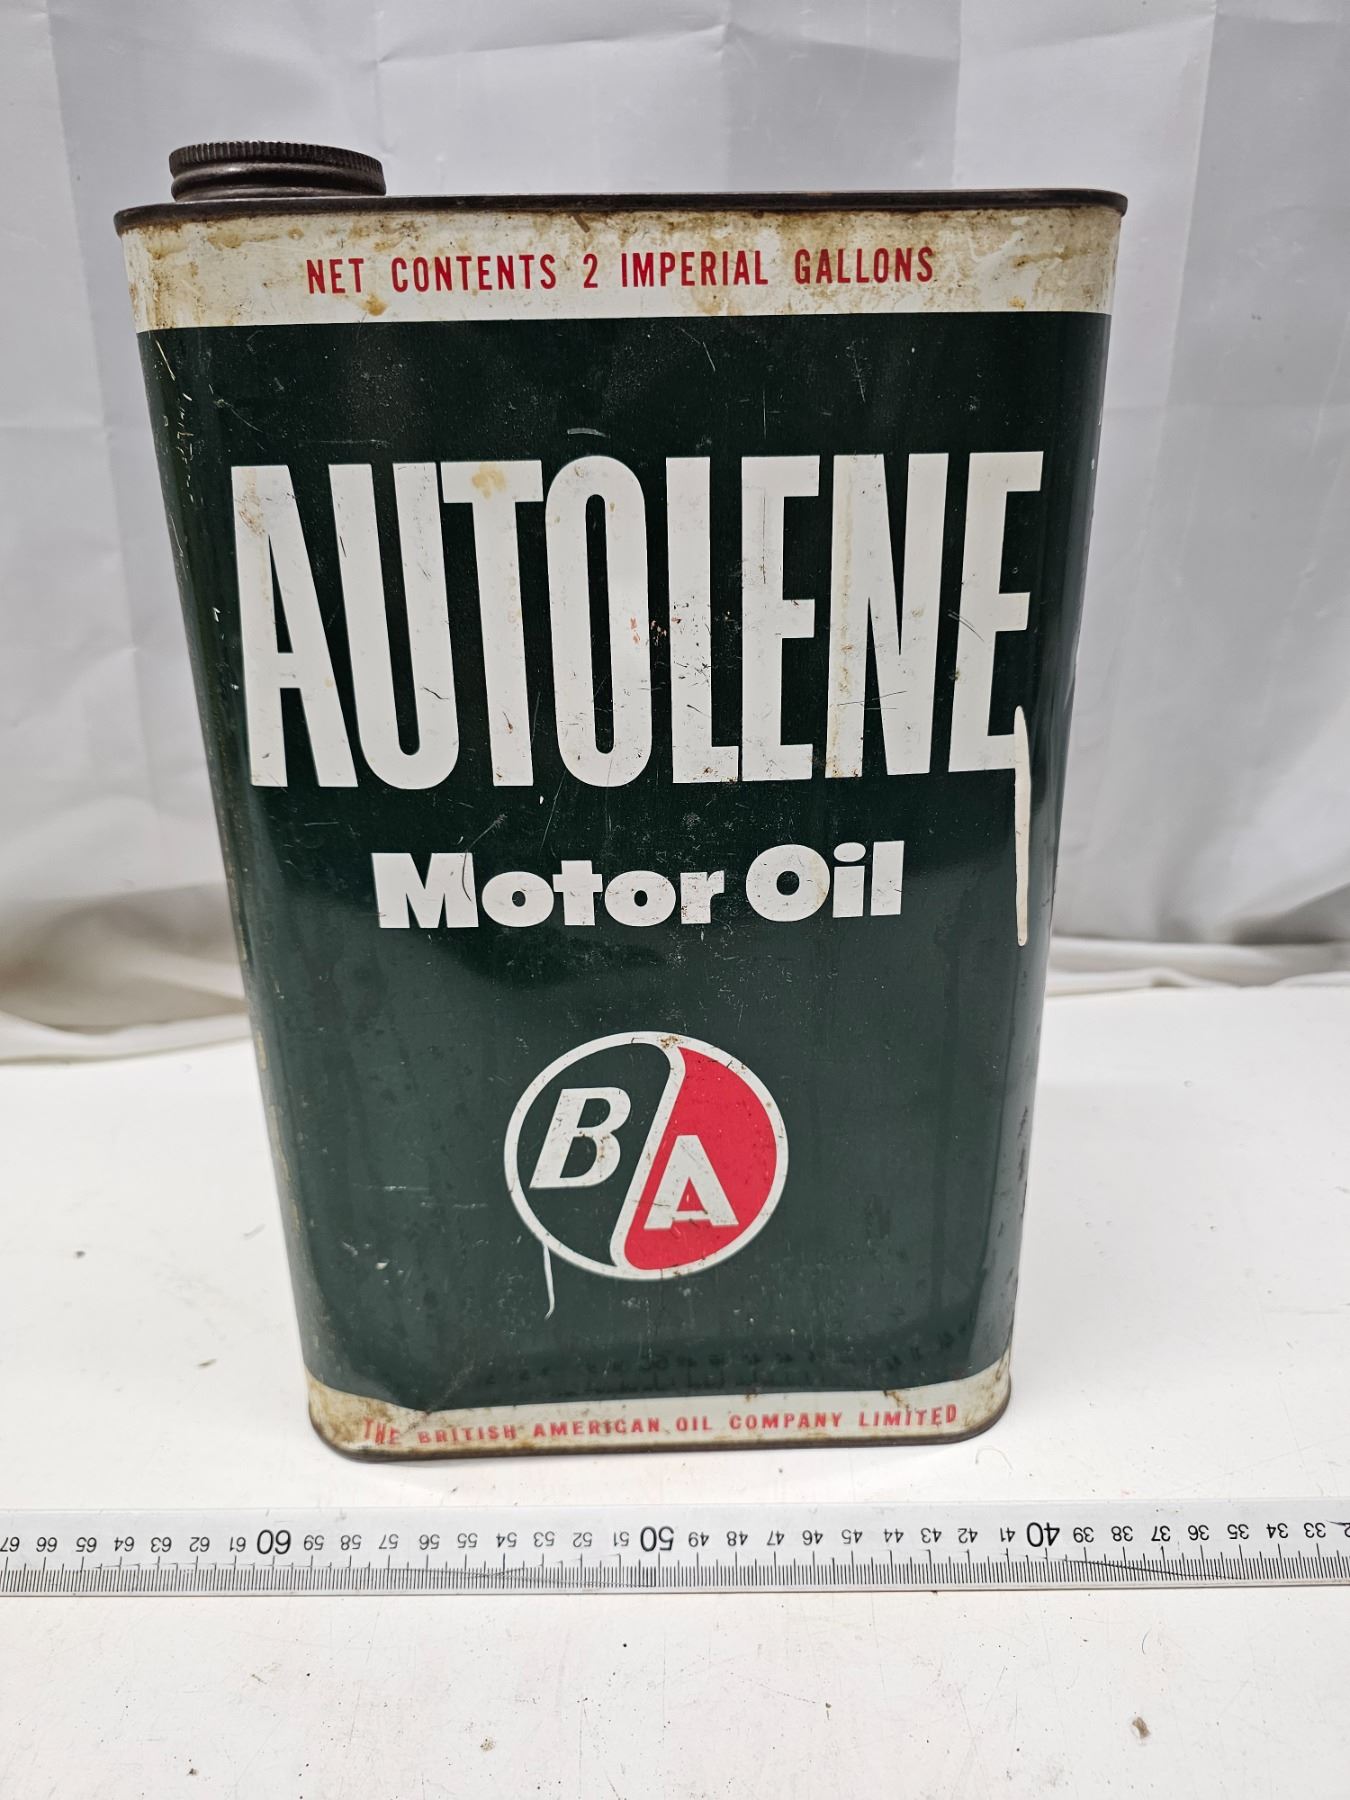 NET CONTENTS 2 IMPERIAL GALLONS
AUTOLENE
Motor Oil
B A
THE BRITISH AMERICAN OIL COMPANY LIMITED
67 66 65 64 63 62 61 60 59 58 57 56 55 54 53 52 51 50 49 48 47 46 45 44 43 42 41 40 39 38 37 36 35 34 33